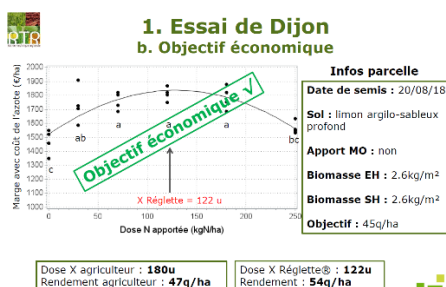 1. Essai de Dijon
b. Objectif économique
Marge avec coût de l'azote (€/ha)
2000
1900
1800
1700
1600
1500
1400
1300
1200
1100
1000
c
ab
a
a
a
bc
Objectif économique √
X Réglette = 122 u
0
50
100
150
200
250
Dose N apportée (kgN/ha)
Infos parcelle
Date de semis : 20/08/18
Sol : limon argilo-sableux
profond
Apport MO : non
Biomasse EH : 2.6kg/m²
Biomasse SH : 2.6kg/m²
Objectif : 45q/ha
Dose X agriculteur : 180u
Rendement agriculteur : 47q/ha
Dose X Réglette® : 122u
Rendement : 54q/ha